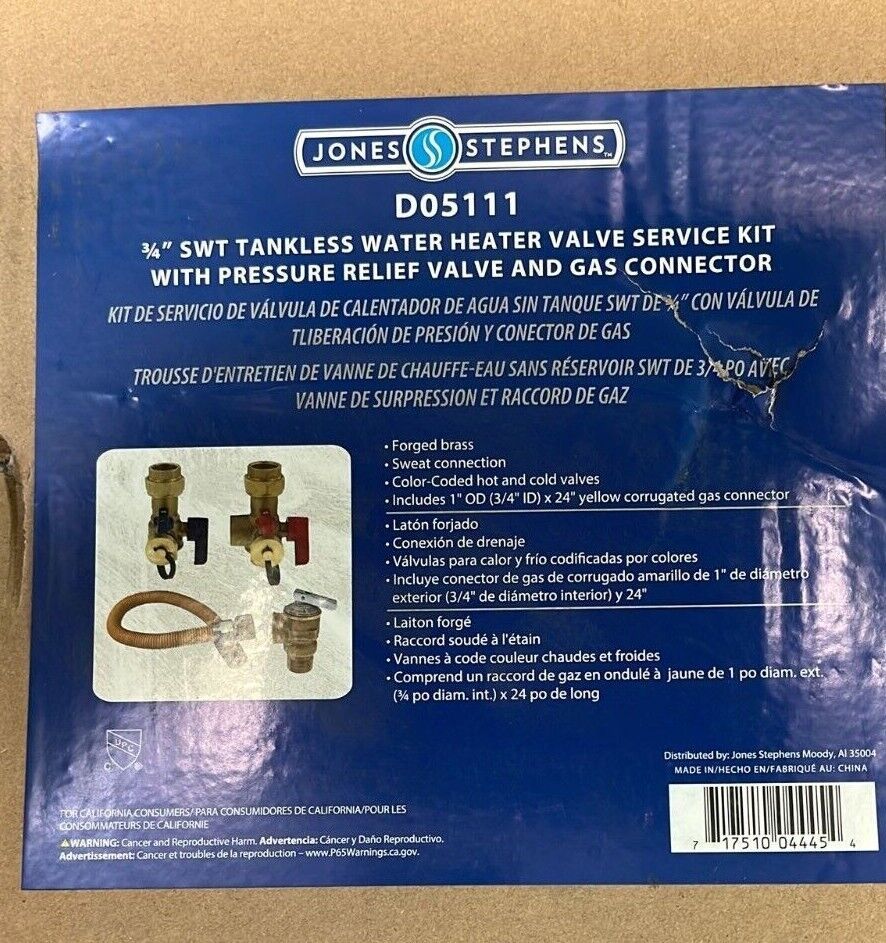 JONES STEPHENS™
D05111
¾" SWT TANKLESS WATER HEATER VALVE SERVICE KIT
WITH PRESSURE RELIEF VALVE AND GAS CONNECTOR
KIT DE SERVICIO DE VÁLVULA DE CALENTADOR DE AGUA SIN TANQUE SWT DE ¾" CON VÁLVULA DE
TLIBERACIÓN DE PRESIÓN Y CONECTOR DE GAS
TROUSSE D'ENTRETIEN DE VANNE DE CHAUFFE-EAU SANS RÉSERVOIR SWT DE 3/4 PO AVEC
VANNE DE SURPRESSION ET RACCORD DE GAZ
• Forged brass
• Sweat connection
• Color-Coded hot and cold valves
• Includes 1" OD (3/4" ID) x 24" yellow corrugated gas connector
• Latón forjado
• Conexión de drenaje
• Válvulas para calor y frío codificadas por colores
• Incluye conector de gas de corrugado amarillo de 1" de diámetro
exterior (3/4" de diámetro interior) y 24"
• Laiton forgé
• Raccord soudé à l'étain
• Vannes à code couleur chaudes et froides
• Comprend un raccord de gaz en ondulé à jaune de 1 po diam. ext.
(¾ po diam. int.) x 24 po de long
UPC
C ®
Distributed by: Jones Stephens Moody, Al 35004
MADE IN/HECHO EN/FABRIQUÉ AU: CHINA
FOR CALIFORNIA CONSUMERS/ PARA CONSUMIDORES DE CALIFORNIA/POUR LES
CONSOMMATEURS DE CALIFORNIE
⚠WARNING: Cancer and Reproductive Harm. Advertencia: Cáncer y Daño Reproductivo.
Advertissement: Cancer et troubles de la reproduction – www.P65Warnings.ca.gov.
7 17510 04445 4